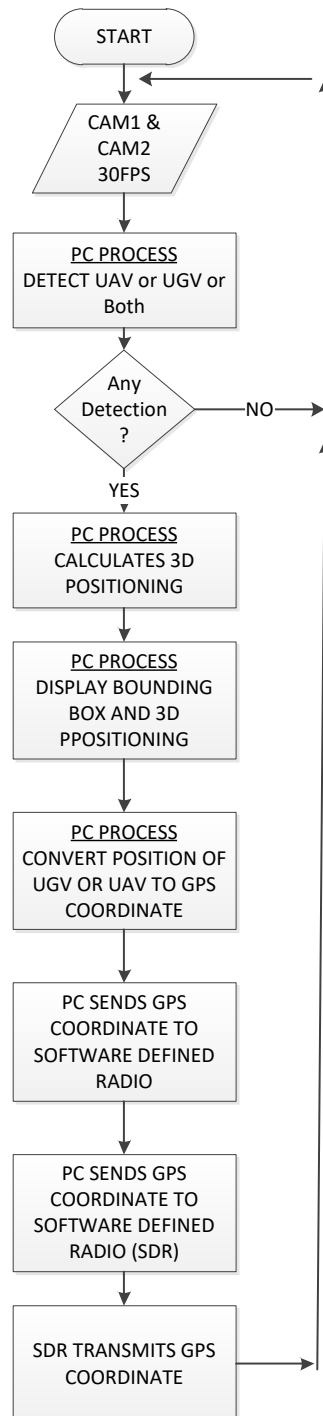 START
CAM1 &
CAM2
30FPS
PC PROCESS
DETECT UAV or UGV or
Both
Any
Detection
?
NO
YES
PC PROCESS
CALCULATES 3D
POSITIONING
PC PROCESS
DISPLAY BOUNDING
BOX AND 3D
PPOSITIONING
PC PROCESS
CONVERT POSITION OF
UGV OR UAV TO GPS
COORDINATE
PC SENDS GPS
COORDINATE TO
SOFTWARE DEFINED
RADIO
PC SENDS GPS
COORDINATE TO
SOFTWARE DEFINED
RADIO (SDR)
SDR TRANSMITS GPS
COORDINATE